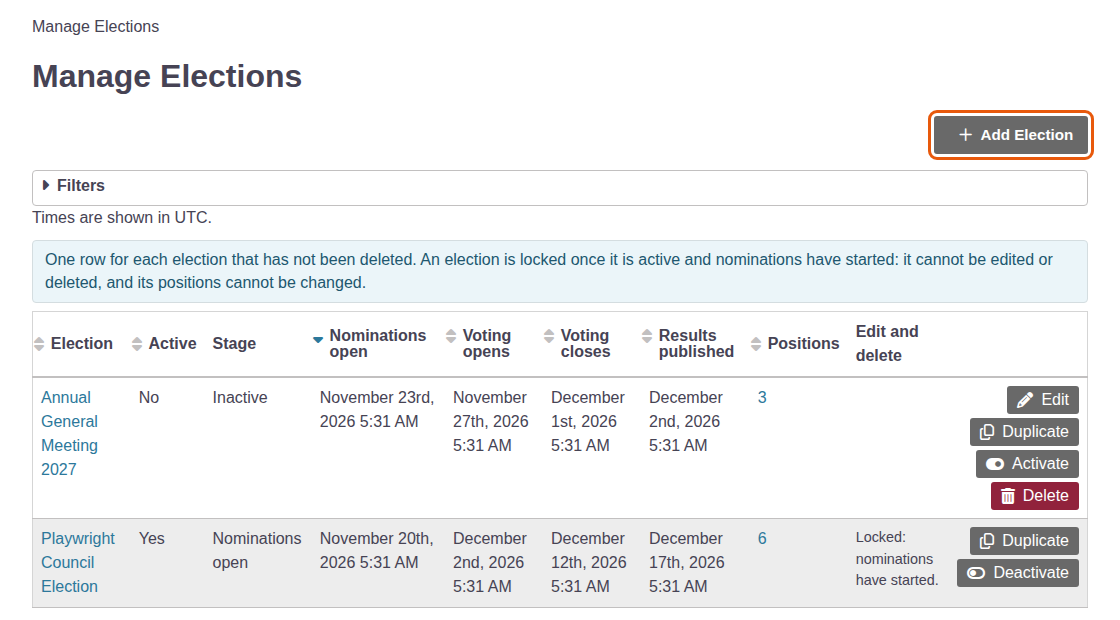 Manage Elections
Manage Elections
Add Election
Filters
Times are shown in UTC.
One row for each election that has not been deleted. An election is locked once it is active and nominations have started: it cannot be edited or
deleted, and its positions cannot be changed.
Election Active Stage Nominations open Voting opens Voting closes Results published Positions Edit and delete
Annual General Meeting 2027
No
Inactive
November 23rd, 2026 5:31 AM
November 27th, 2026 5:31 AM
December 1st, 2026 5:31 AM
December 2nd, 2026 5:31 AM
3
Edit
Duplicate
Activate
Delete
Playwright Council Election
Yes
Nominations open
November 20th, 2026 5:31 AM
December 2nd, 2026 5:31 AM
December 12th, 2026 5:31 AM
December 17th, 2026 5:31 AM
6
Locked: nominations have started.
Duplicate
Deactivate